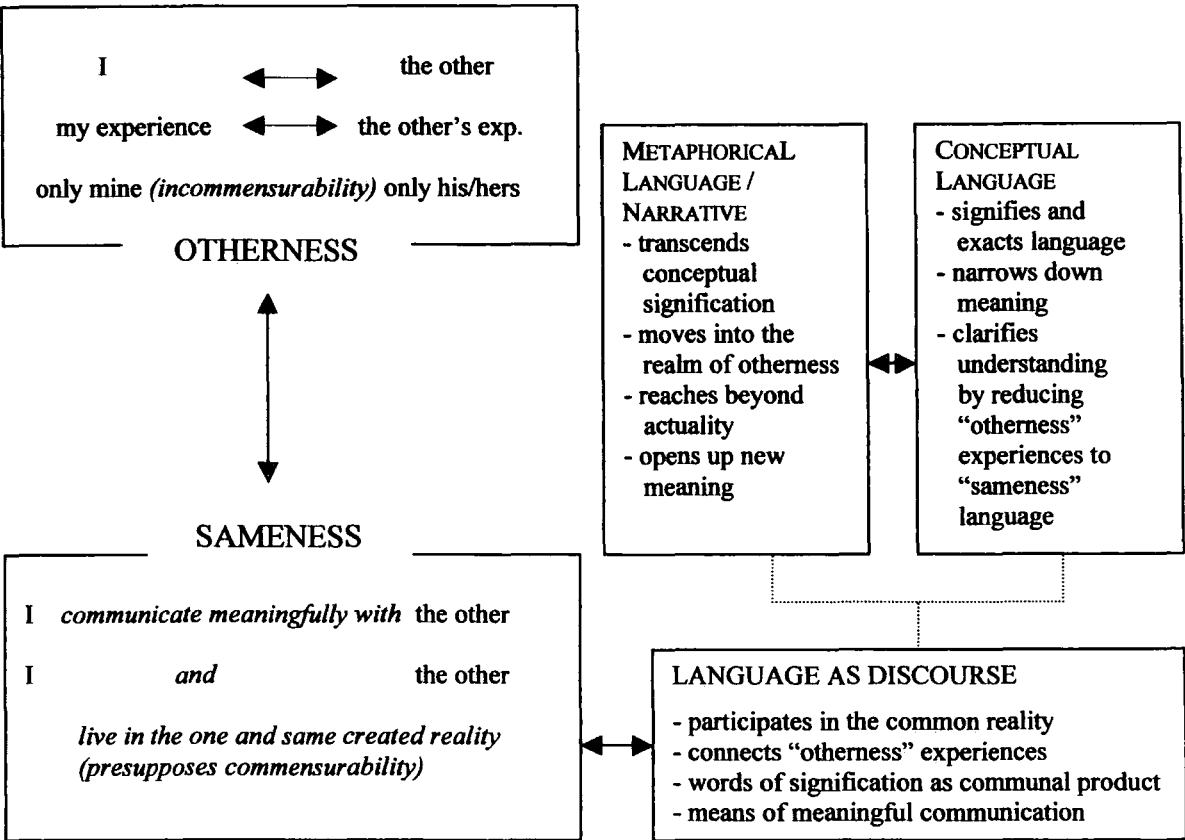 I the other
my experience the other's exp.
only mine (incommensurability) only his/hers
OTHERNESS
SAMENESS
I communicate meaningfully with the other
I and the other
live in the one and same created reality
(presupposes commensurability)
METAPHORICAL
LANGUAGE /
NARRATIVE
- transcends
conceptual
signification
- moves into the
realm of otherness
- reaches beyond
actuality
- opens up new
meaning
CONCEPTUAL
LANGUAGE
- signifies and
exacts language
- narrows down
meaning
- clarifies
understanding
by reducing
“otherness”
experiences to
“sameness”
language
LANGUAGE AS DISCOURSE
- participates in the common reality
- connects “otherness” experiences
- words of signification as communal product
- means of meaningful communication